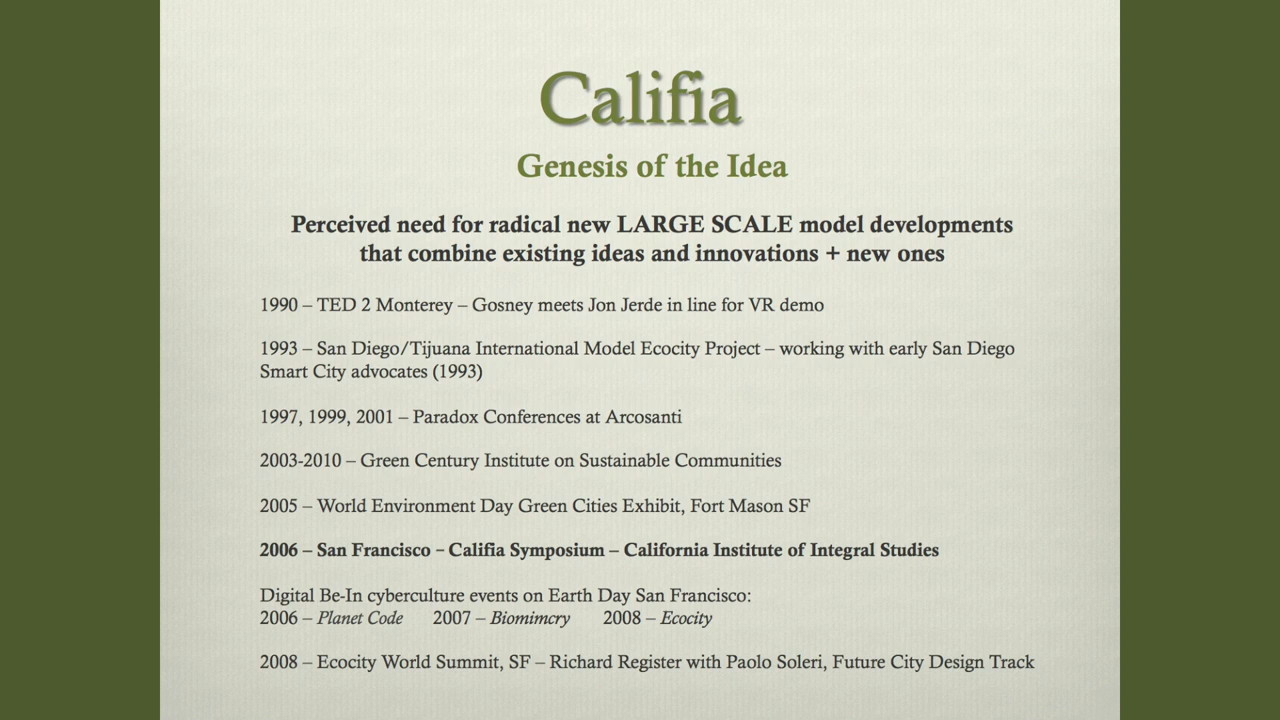 Califia
Genesis of the Idea
Perceived need for radical new LARGE SCALE model developments
that combine existing ideas and innovations + new ones
1990 – TED 2 Monterey – Gosney meets Jon Jerde in line for VR demo
1993 – San Diego/Tijuana International Model Ecocity Project – working with early San Diego
Smart City advocates (1993)
1997, 1999, 2001 – Paradox Conferences at Arcosanti
2003-2010 – Green Century Institute on Sustainable Communities
2005 – World Environment Day Green Cities Exhibit, Fort Mason SF
2006 – San Francisco – Califia Symposium – California Institute of Integral Studies
Digital Be-In cyberculture events on Earth Day San Francisco:
2006 – Planet Code 2007 – Biomimcry 2008 – Ecocity
2008 – Ecocity World Summit, SF – Richard Register with Paolo Soleri, Future City Design Track